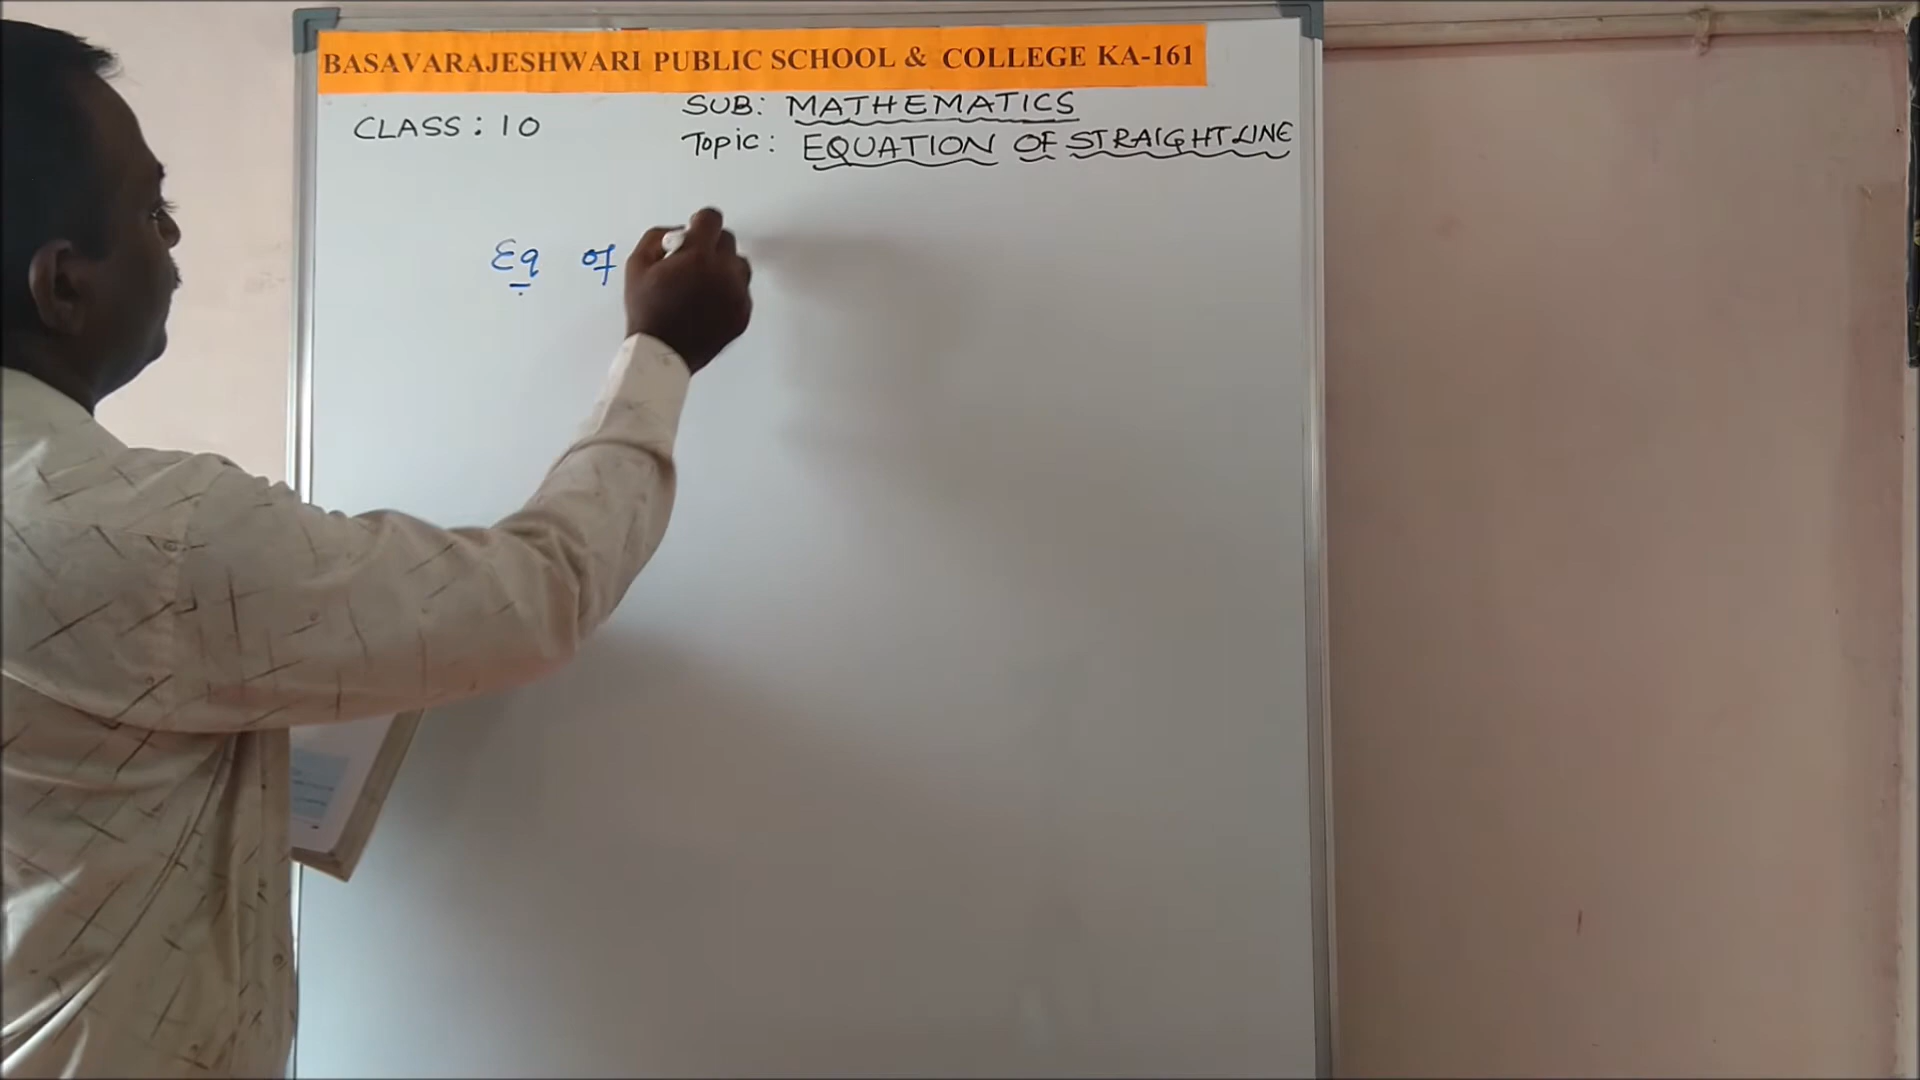 BASAVARAJESHWARI PUBLIC SCHOOL & COLLEGE KA-161
SUB: MATHEMATICS
CLASS: 10
Topic: EQUATION OF STRAIGHT LINE
Eq of